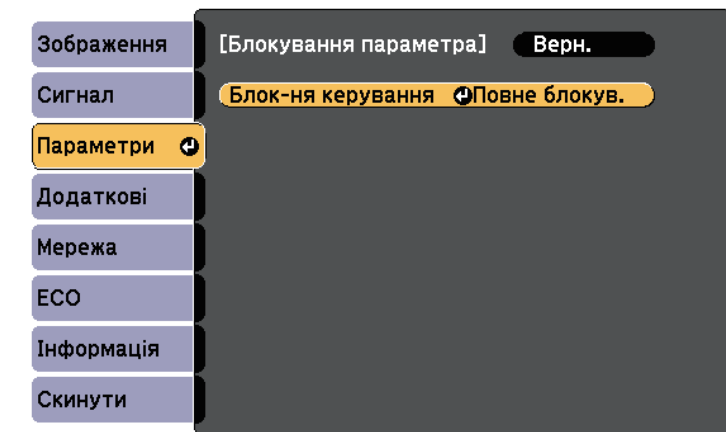 Зображення
Сигнал
Параметри
Додаткові
Мережа
ECO
Інформація
Скинути
[Блокування параметра] Верн.
Блок-ня керування Повне блокув.